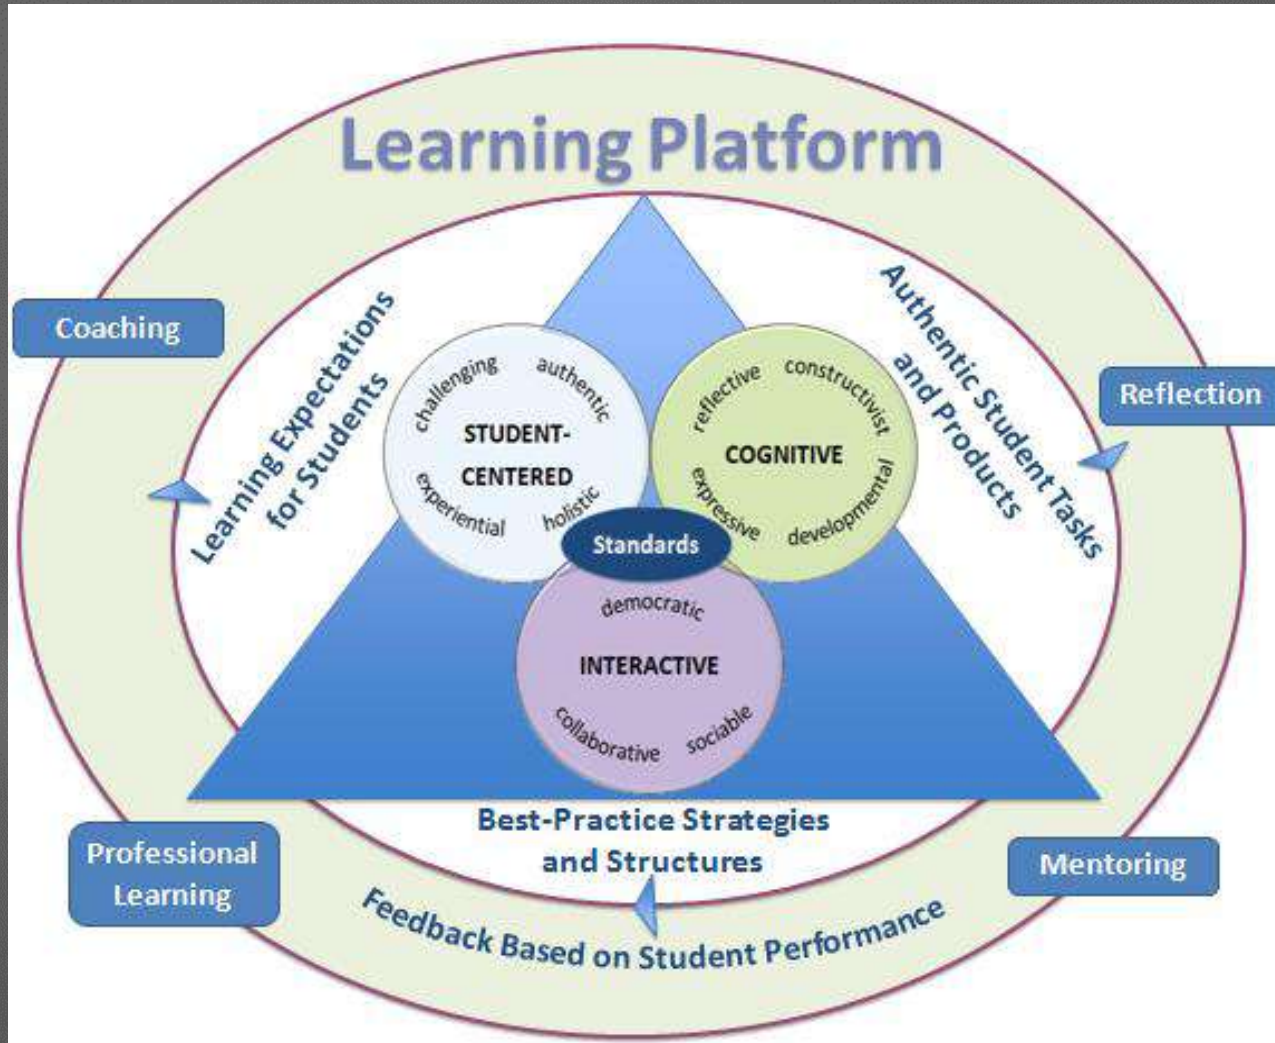 Learning Platform
Coaching
Learning Expectations
for Students
Authentic Student Tasks
and Products
Reflection
challenging
authentic
STUDENT-
CENTERED
experiential
holistic
reflective
constructivist
COGNITIVE
expressive
developmental
Standards
democratic
INTERACTIVE
collaborative
sociable
Best-Practice Strategies
and Structures
Professional
Learning
Mentoring
Feedback Based on Student Performance